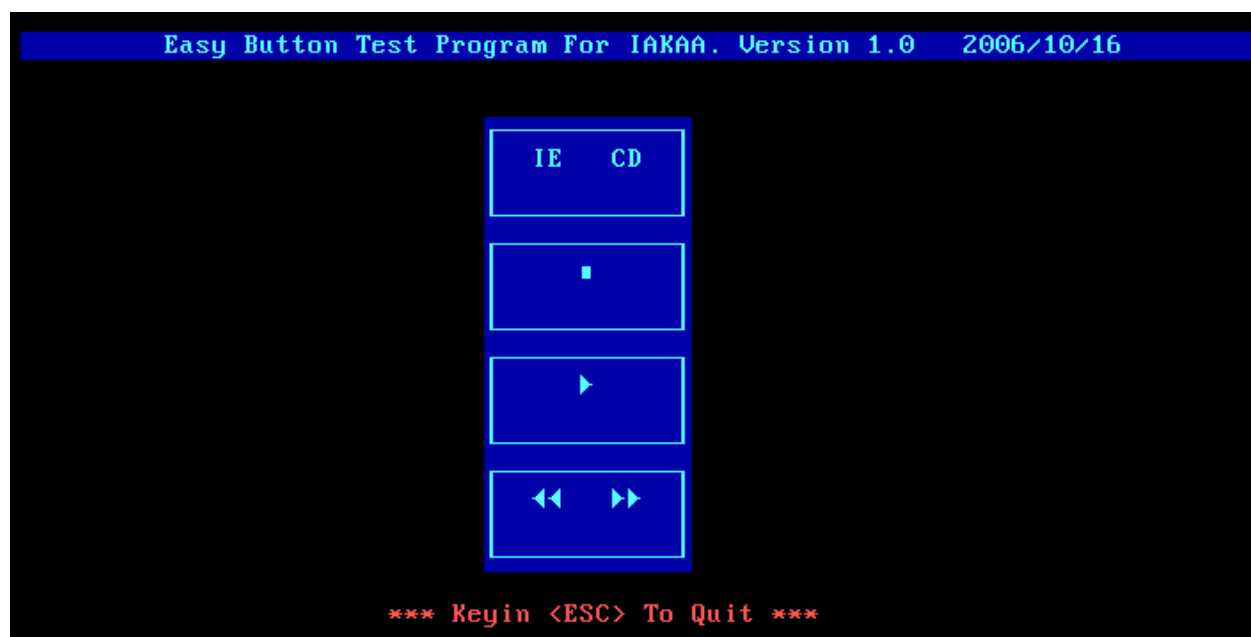 Easy Button Test Program For IAKAA. Version 1.0 2006/10/16
IE CD
*** Keyin <ESC> To Quit ***